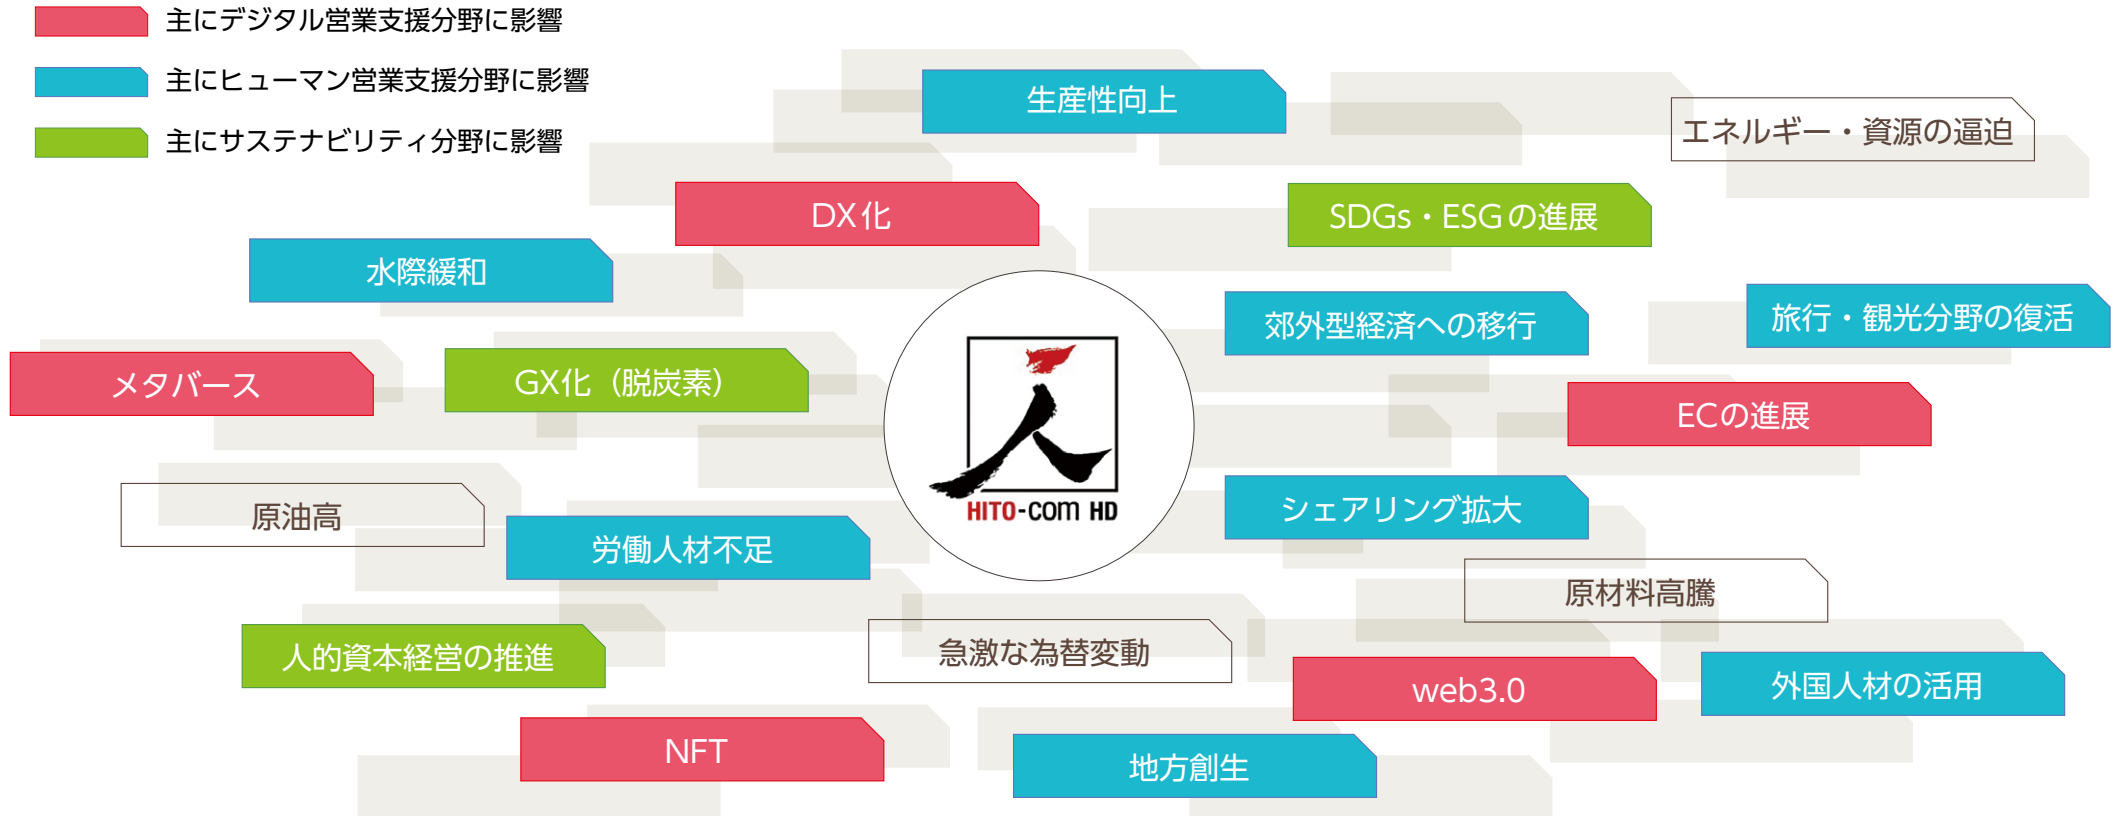 主にデジタル営業支援分野に影響
主にヒューマン営業支援分野に影響
主にサステナビリティ分野に影響
生産性向上
エネルギー・資源の逼迫
DX化
SDGs・ESGの進展
水際緩和
郊外型経済への移行
旅行・観光分野の復活
メタバース
GX化（脱炭素）
ECの進展
人
HITO-COM HD
原油高
シェアリング拡大
労働人材不足
原材料高騰
人的資本経営の推進
急激な為替変動
web3.0
外国人材の活用
NFT
地方創生